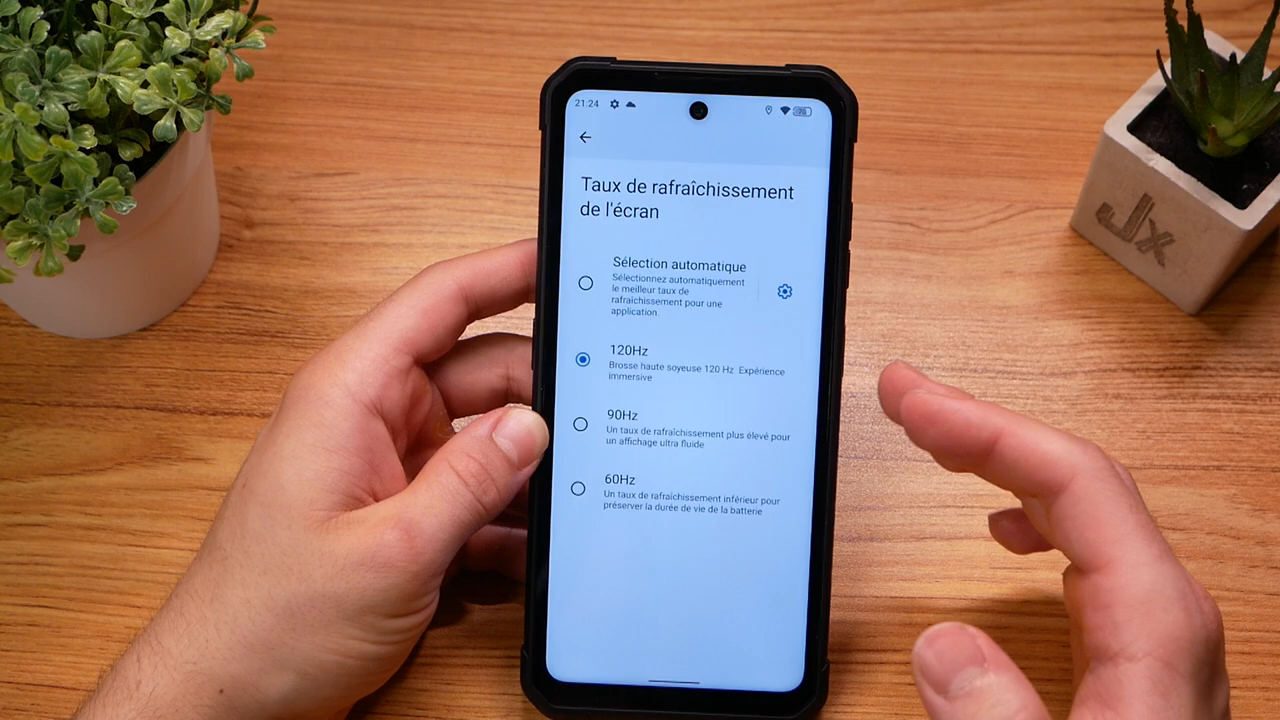 21:24
Taux de rafraîchissement
de l'écran
Sélection automatique
Sélectionnez automatiquement
le meilleur taux de
rafraîchissement pour une
application.
120Hz
Brosse haute soyeuse 120 Hz Expérience
immersive
90Hz
Un taux de rafraîchissement plus élevé pour
un affichage ultra fluide
60Hz
Un taux de rafraîchissement inférieur pour
préserver la durée de vie de la batterie
Jx